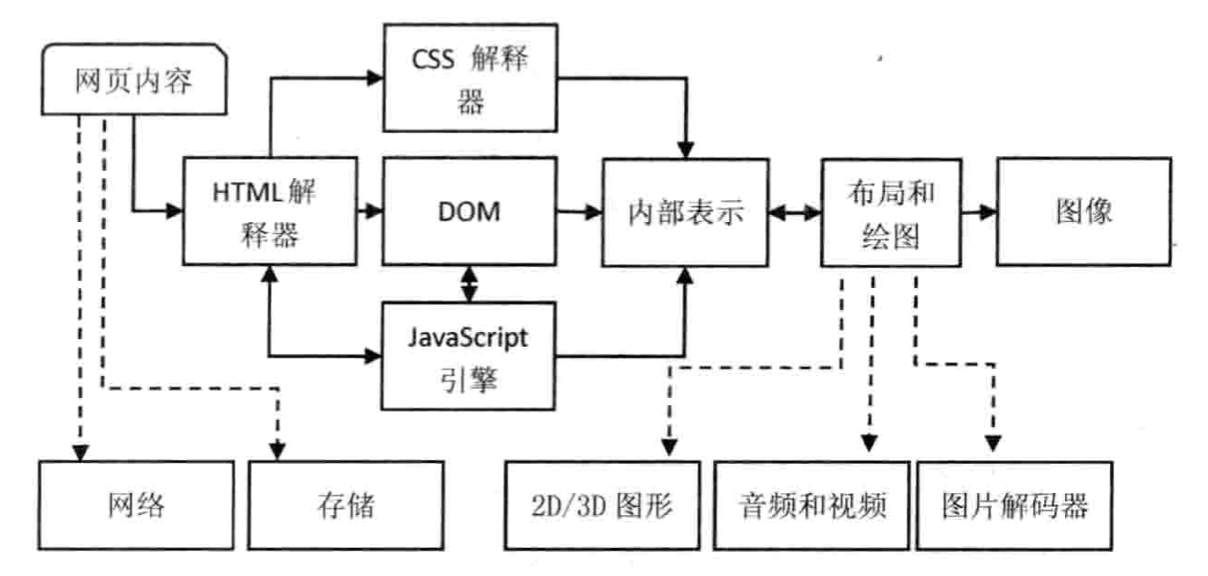 网页内容
CSS 解释
器
HTML解
释器
DOM
内部表示
布局和
绘图
图像
JavaScript
引擎
网络
存储
2D/3D 图形
音频和视频
图片解码器